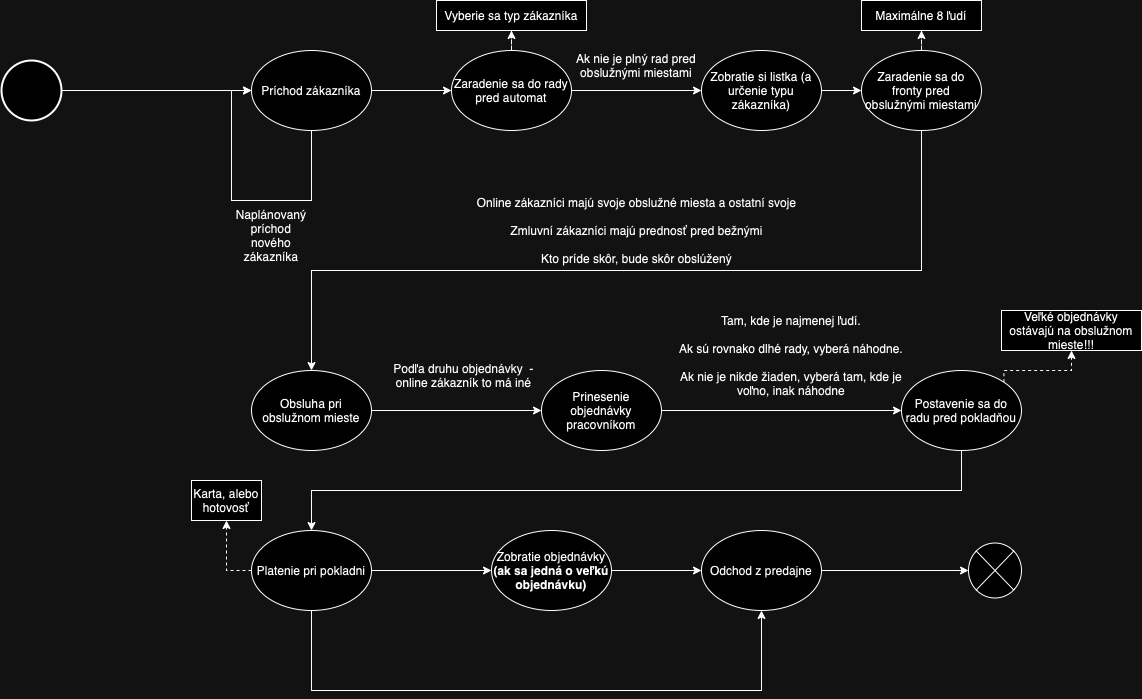 Vyberie sa typ zákazníka
Maximálne 8 ľudí
Príchod zákazníka
Zaradenie sa do rady
pred automat
Ak nie je plný rad pred
obslužnými miestami
Zobratie si listka (a
určenie typu
zákazníka)
Zaradenie sa do
fronty pred
obslužnými miestami
Naplánovaný
príchod
nového
zákazníka
Online zákazníci majú svoje obslužné miesta a ostatní svoje
Zmluvní zákazníci majú prednosť pred bežnými
Kto príde skôr, bude skôr obslúžený
Obsluha pri
obslužnom mieste
Podľa druhu objednávky -
online zákazník to má iné
Prinesenie
objednávky
pracovníkom
Tam, kde je najmenej ľudí.
Ak sú rovnako dlhé rady, vyberá náhodne.
Ak nie je nikde žiaden, vyberá tam, kde je
voľno, inak náhodne
Postavenie sa do
radu pred pokladňou
Veľké objednávky
ostávajú na obslužnom
mieste!!!
Karta, alebo
hotovosť
Platenie pri pokladni
Zobratie objednávky
(ak sa jedná o veľkú
objednávku)
Odchod z predajne